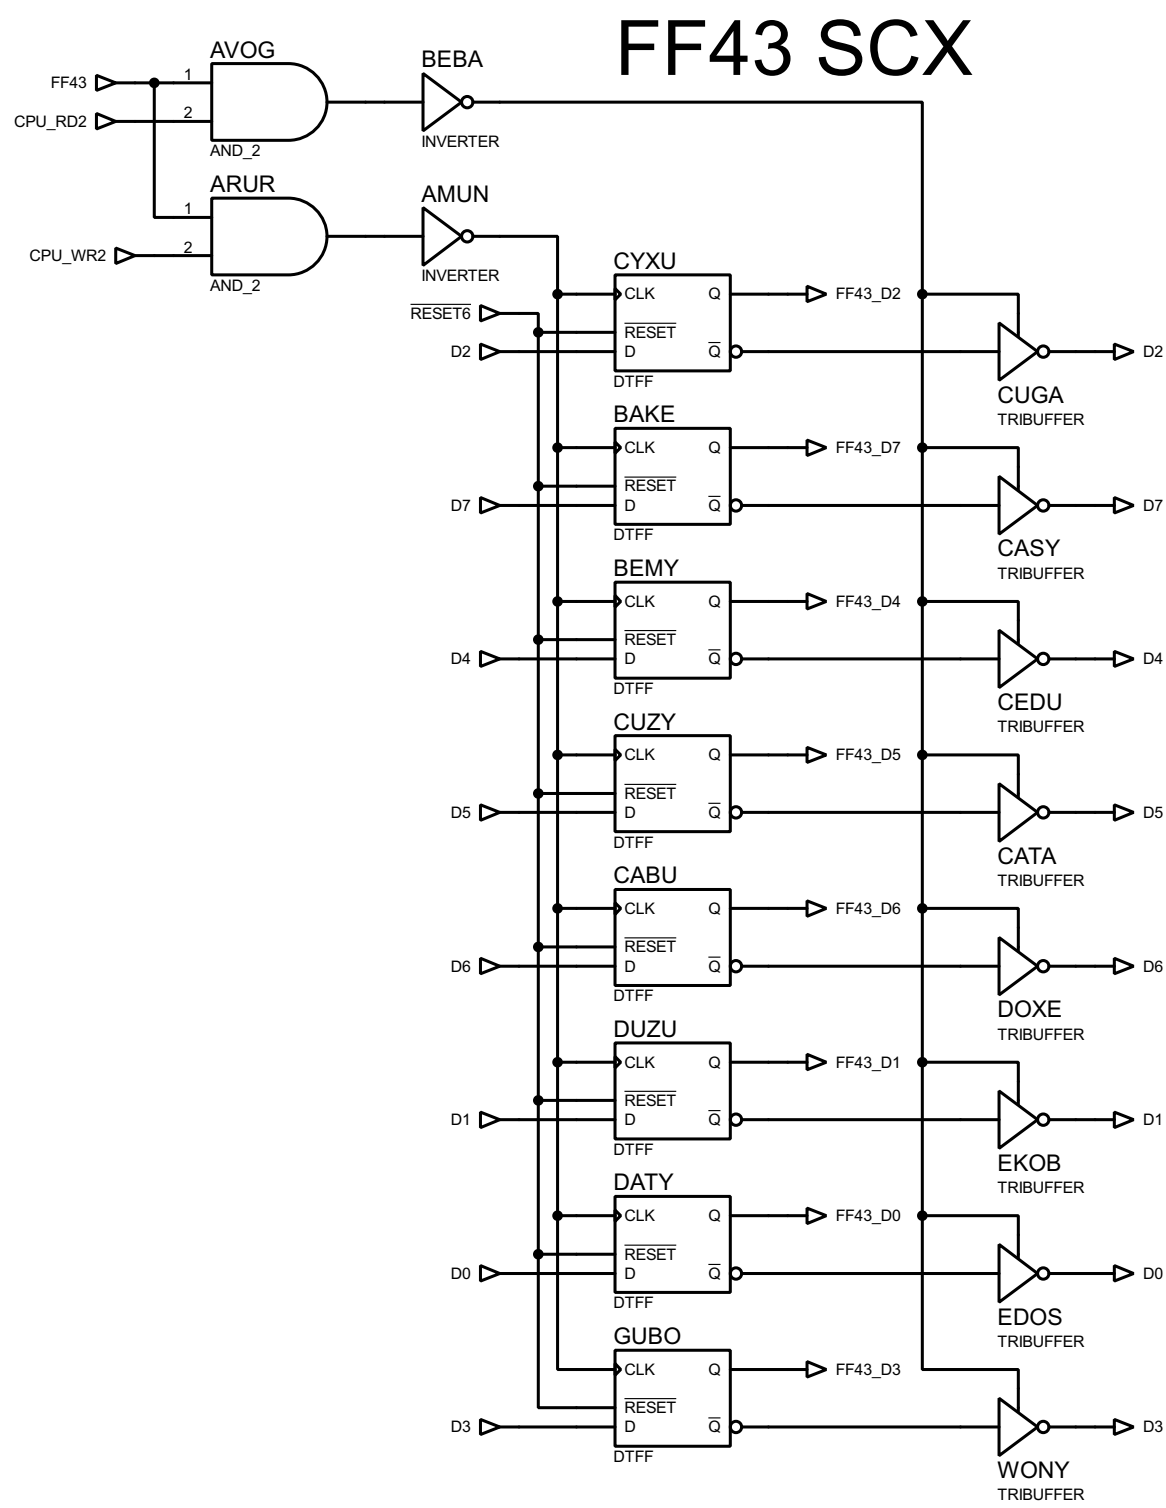 FF43 SCX
AVOG
FF43 1
CPU_RD2 2
AND_2
BEBA
INVERTER
ARUR
1
CPU_WR2 2
AND_2
AMUN
INVERTER
RESET6
CYXU
CLK Q FF43_D2
RESET
D2 D Q D2
DTFF
CUGA
TRIBUFFER
BAKE
CLK Q FF43_D7
RESET
D7 D Q D7
DTFF
CASY
TRIBUFFER
BEMY
CLK Q FF43_D4
RESET
D4 D Q D4
DTFF
CEDU
TRIBUFFER
CUZY
CLK Q FF43_D5
RESET
D5 D Q D5
DTFF
CATA
TRIBUFFER
CABU
CLK Q FF43_D6
RESET
D6 D Q D6
DTFF
DOXE
TRIBUFFER
DUZU
CLK Q FF43_D1
RESET
D1 D Q D1
DTFF
EKOB
TRIBUFFER
DATY
CLK Q FF43_D0
RESET
D0 D Q D0
DTFF
EDOS
TRIBUFFER
GUBO
CLK Q FF43_D3
RESET
D3 D Q D3
DTFF
WONY
TRIBUFFER